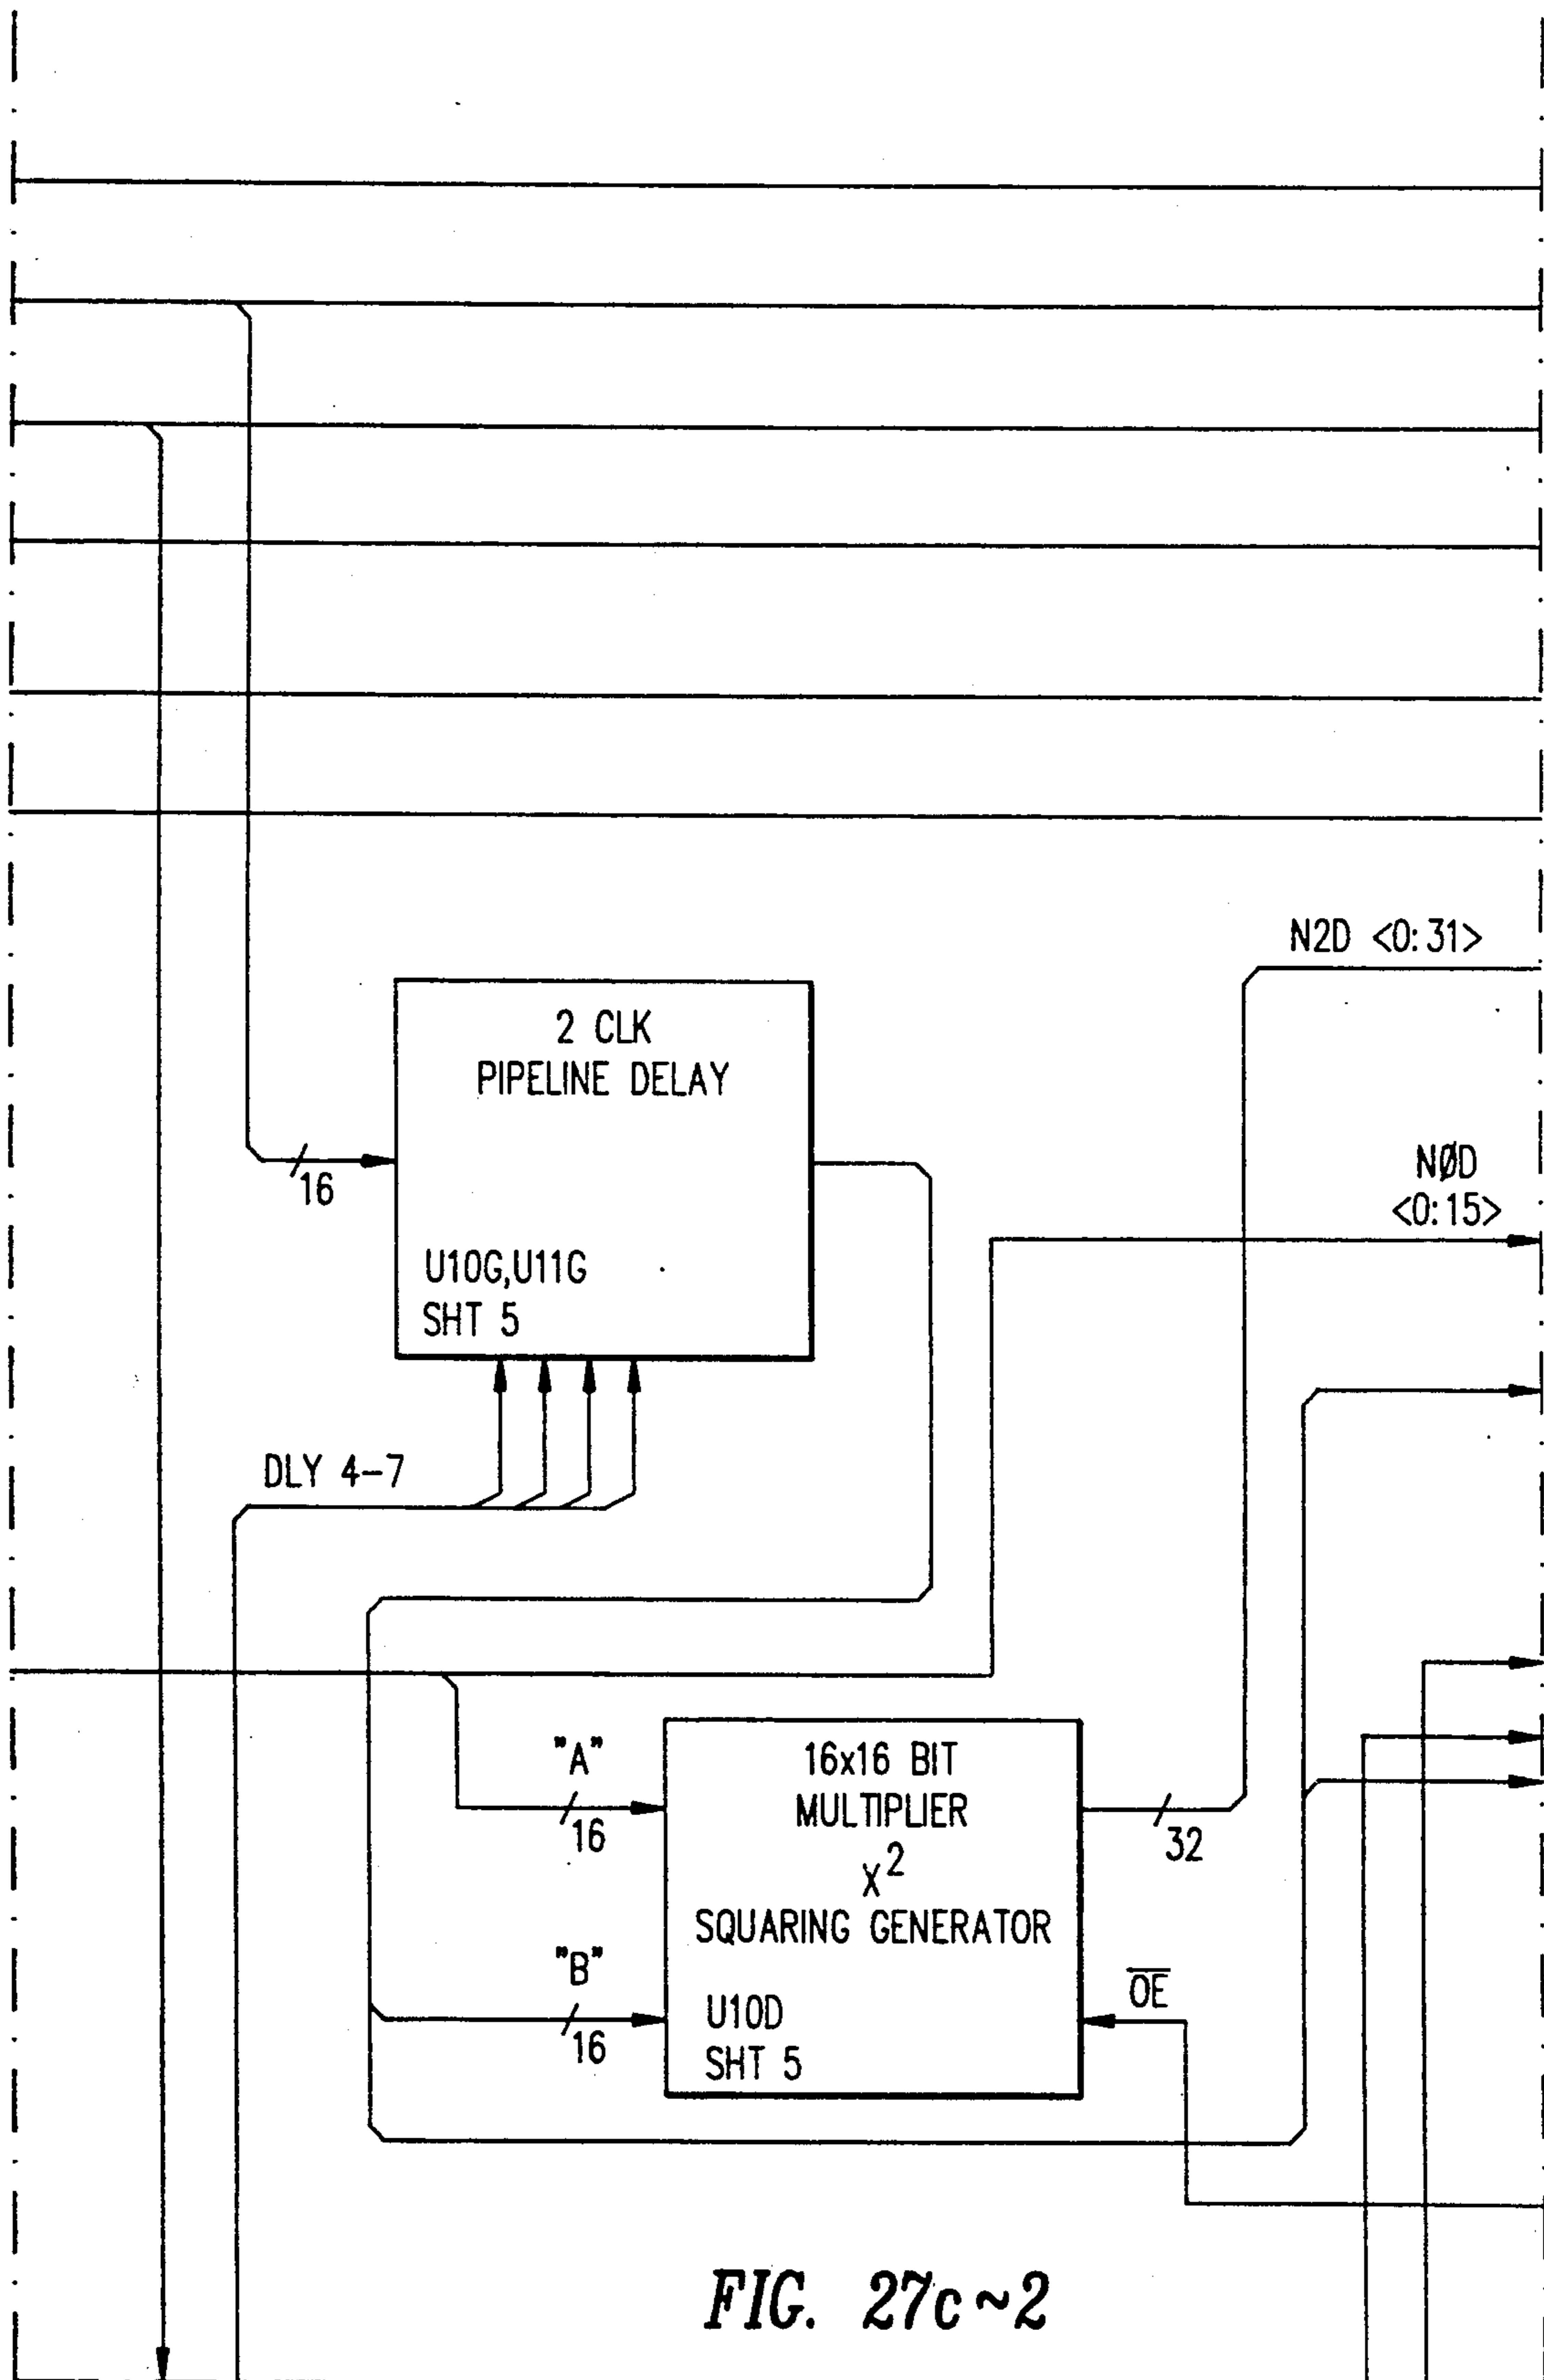 N2D <0:31>
2 CLK
PIPELINE DELAY
16
NØD
<0:15>
U10G,U11G
SHT 5
DLY 4-7
"A"
16
16x16 BIT
MULTIPLIER
X2
SQUARING GENERATOR
32
"B"
16
U10D
SHT 5
OE
FIG. 27c~2